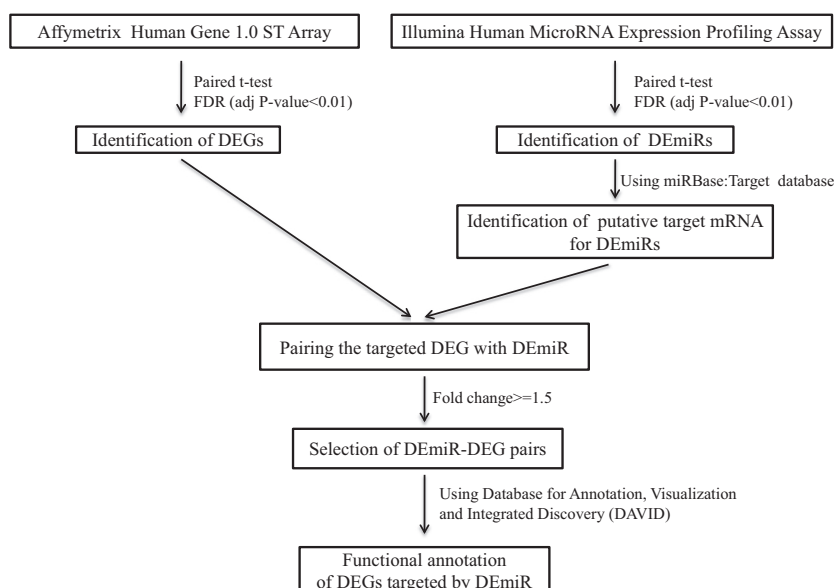 Affymetrix Human Gene 1.0 ST Array
Illumina Human MicroRNA Expression Profiling Assay
Paired t-test
FDR (adj P-value<0.01)
Paired t-test
FDR (adj P-value<0.01)
Identification of DEGs
Identification of DEmiRs
Using miRBase:Target database
Identification of putative target mRNA
for DEmiRs
Pairing the targeted DEG with DEmiR
Fold change>=1.5
Selection of DEmiR-DEG pairs
Using Database for Annotation, Visualization
and Integrated Discovery (DAVID)
Functional annotation
of DEGs targeted by DEmiR